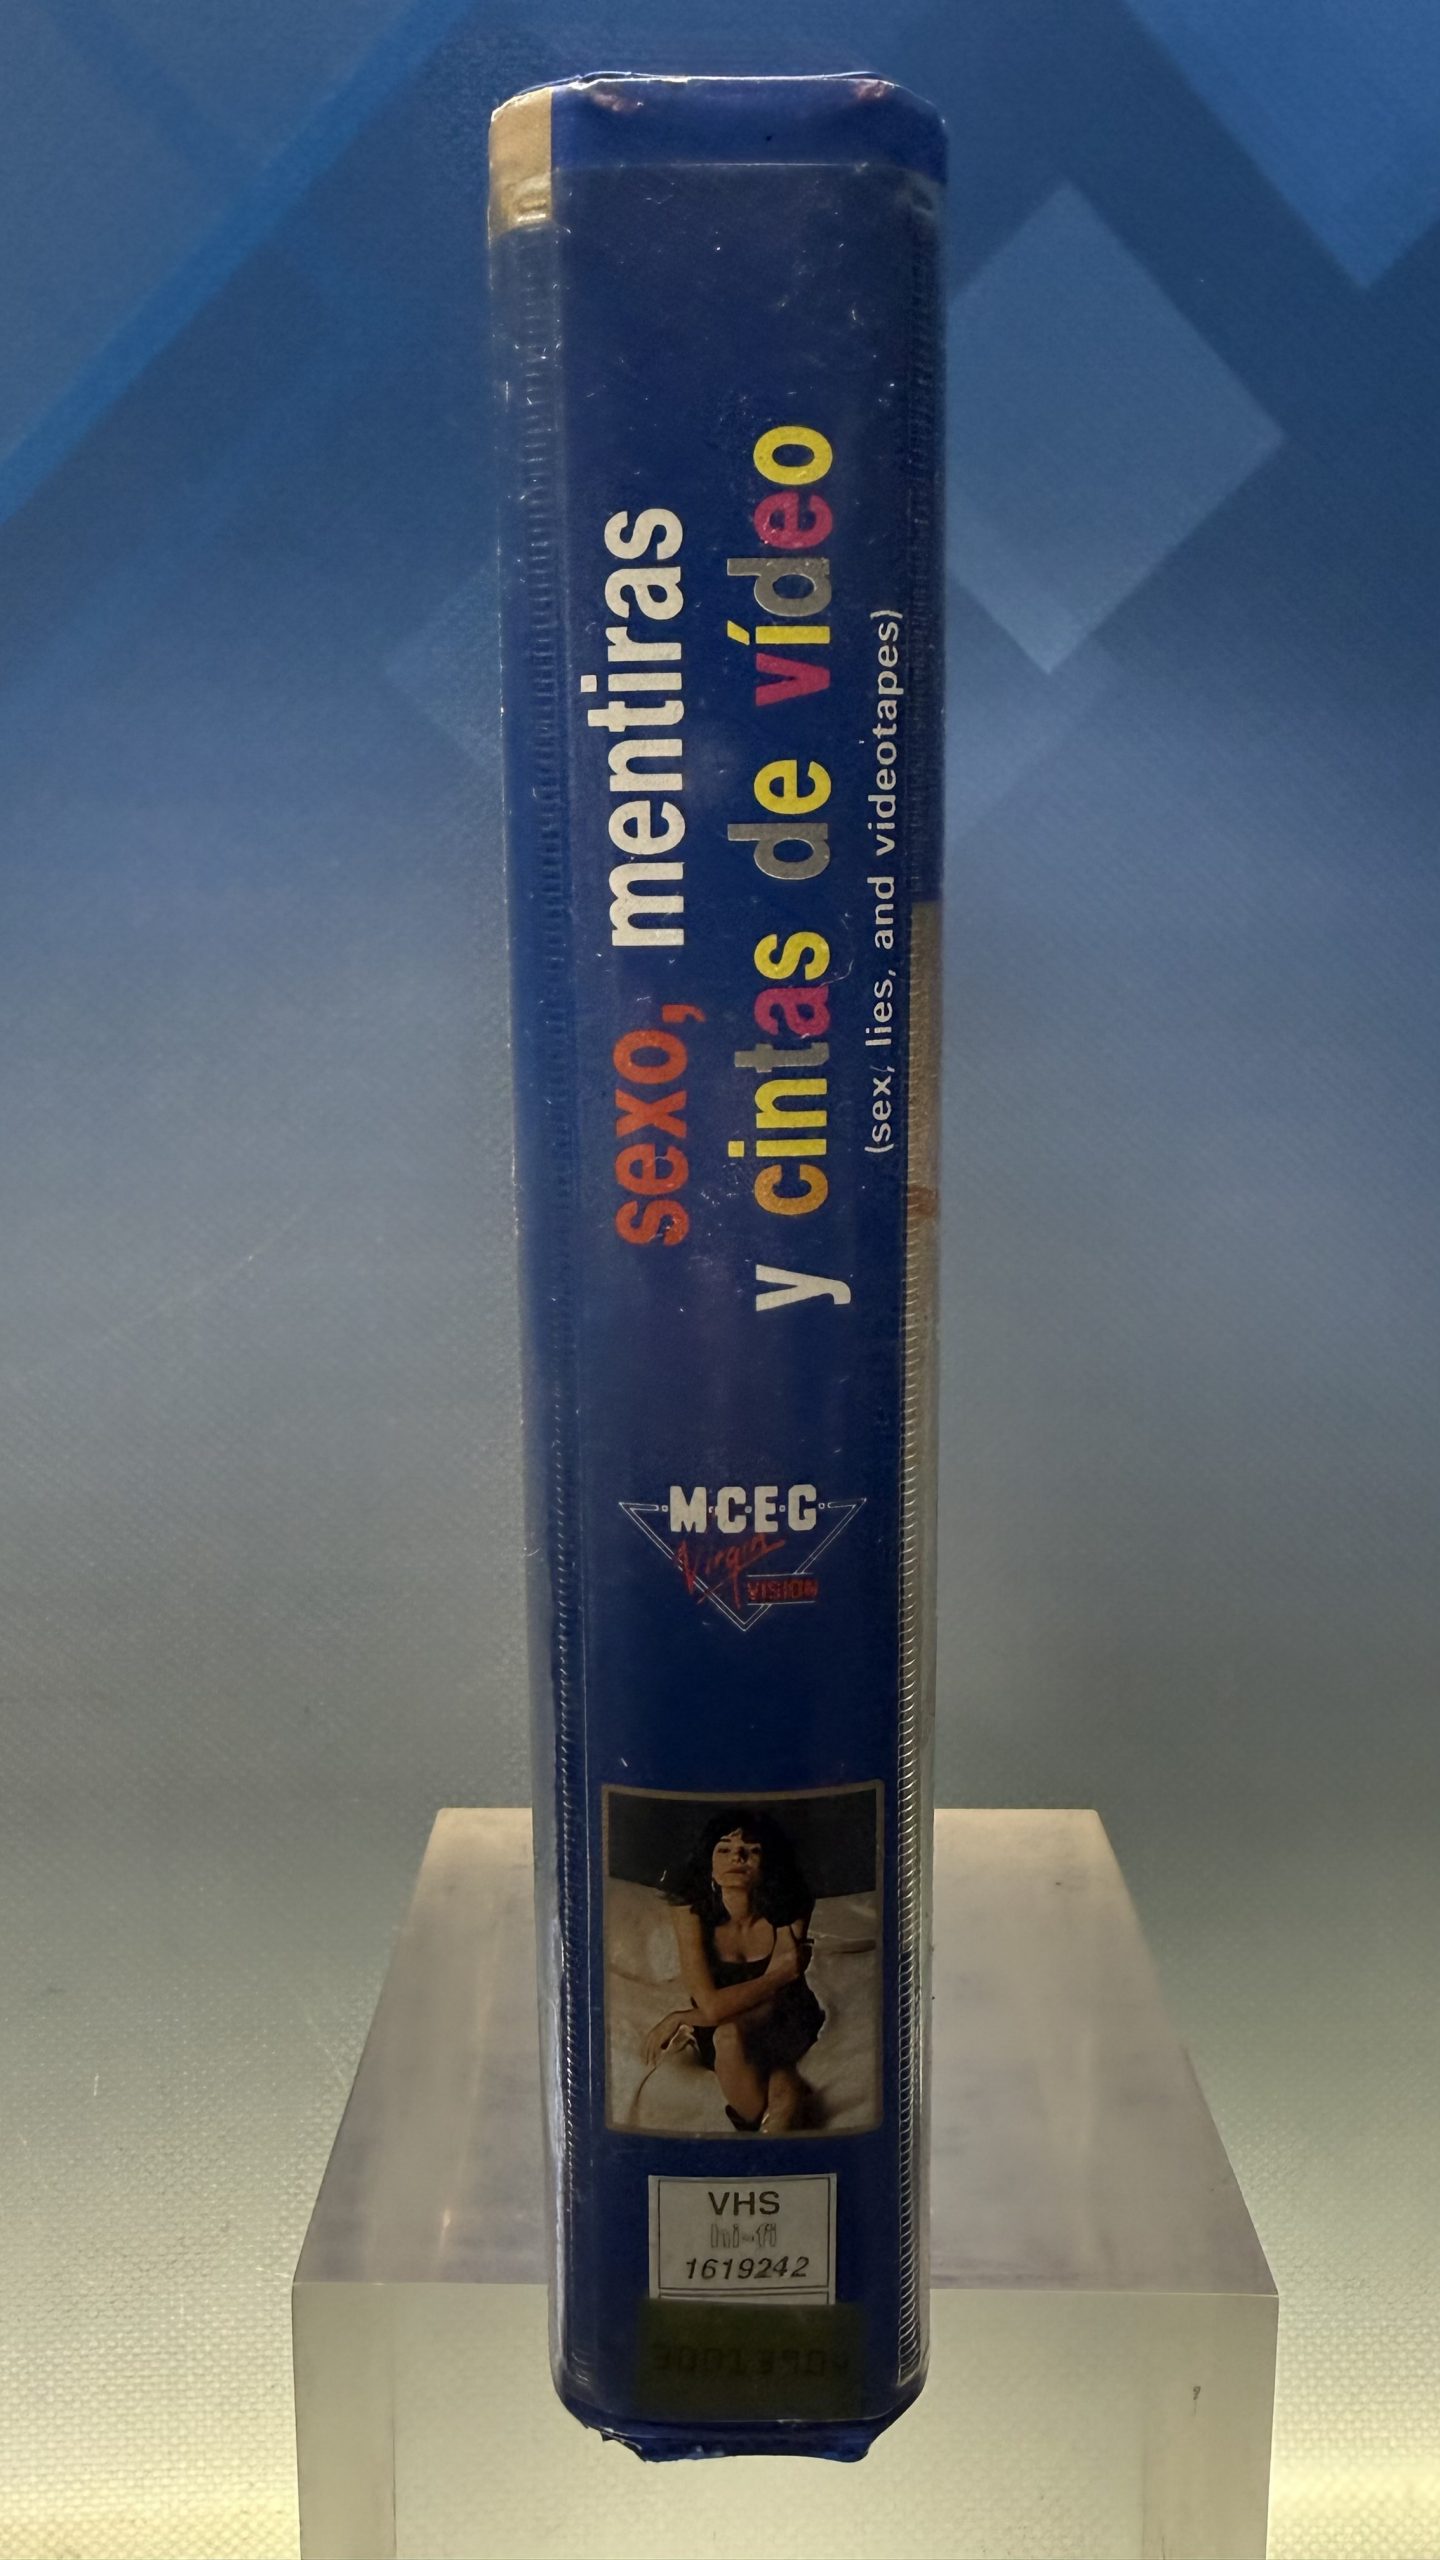 sexo, mentiras
y cintas de vídeo
(sex, lies, and videotapes)
M.C.E.G.
Virgin
VISION
VHS
hi-fi
1619242